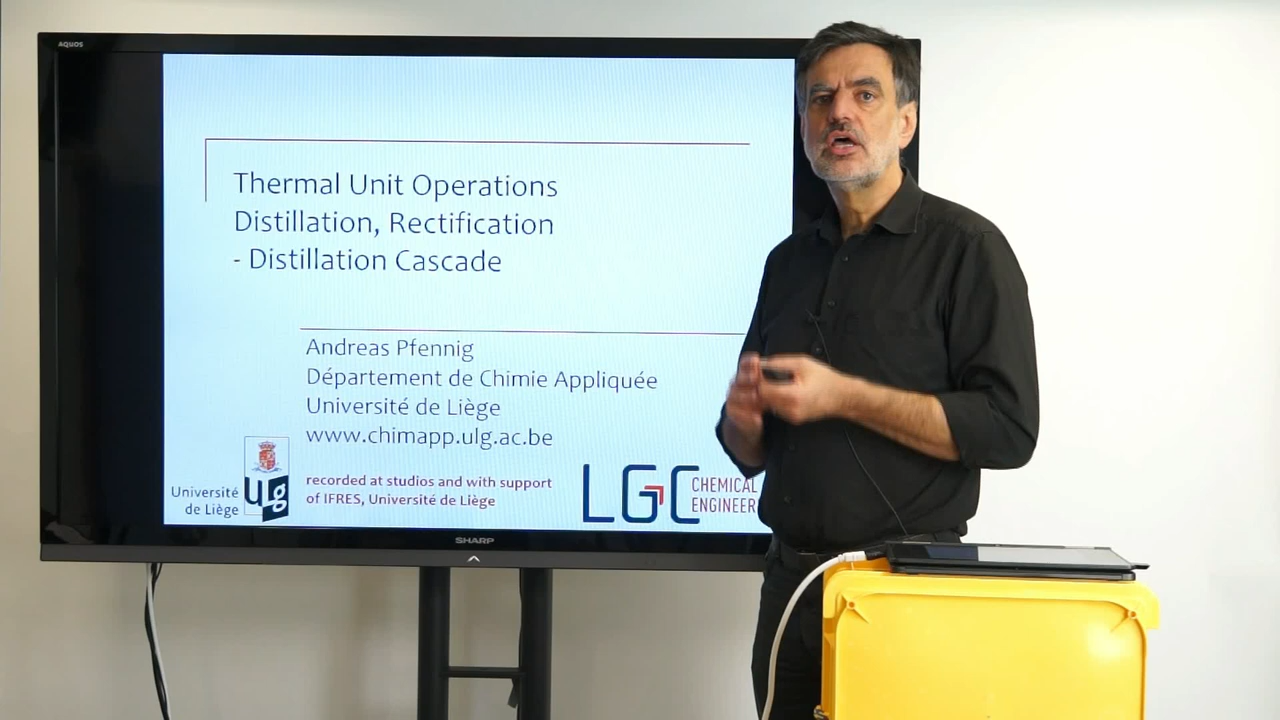 AQUOS
Thermal Unit Operations
Distillation, Rectification
- Distillation Cascade
Andreas Pfennig
Département de Chimie Appliquée
Université de Liège
www.chimapp.ulg.ac.be
recorded at studios and with support
of IFRES, Université de Liège
Université
de Liège
ulg
LGC
CHEMICAL
ENGINEER
SHARP